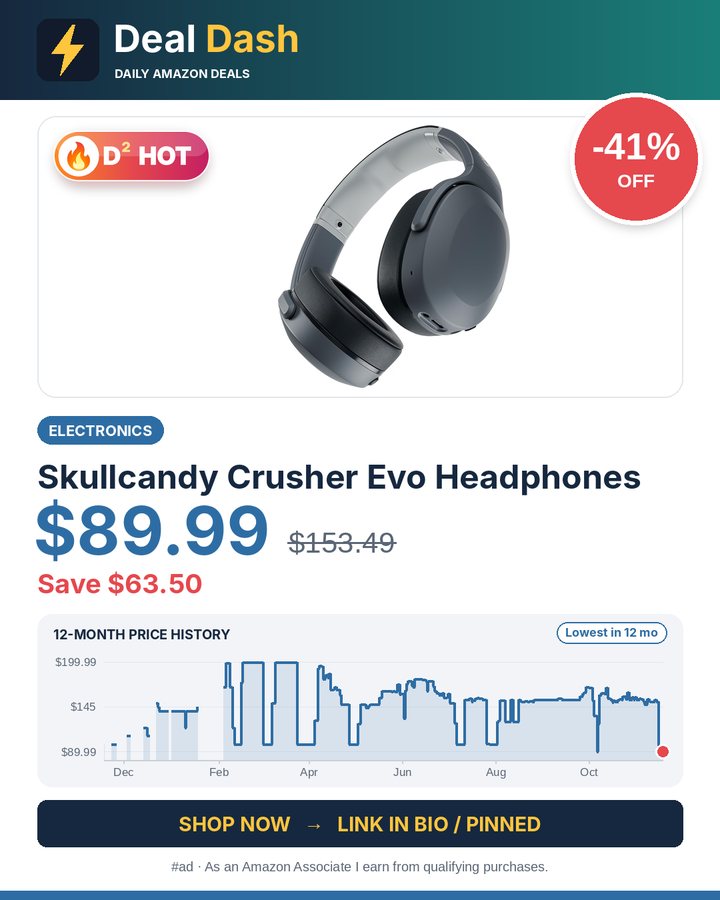 Deal Dash
DAILY AMAZON DEALS
-41%
OFF
D² HOT
ELECTRONICS
Skullcandy Crusher Evo Headphones
$89.99 $153.49
Save $63.50
12-MONTH PRICE HISTORY
Lowest in 12 mo
$199.99
$145
$89.99
Dec Feb Apr Jun Aug Oct
SHOP NOW → LINK IN BIO / PINNED
#ad · As an Amazon Associate I earn from qualifying purchases.